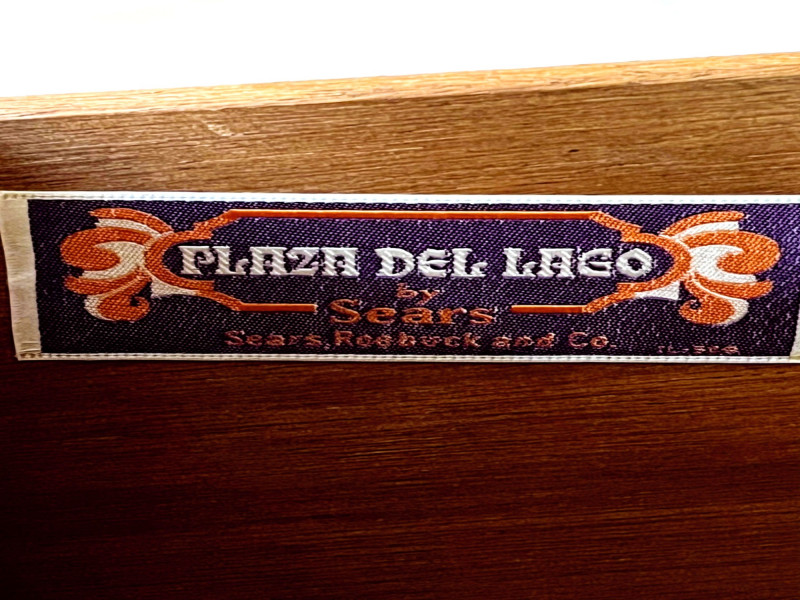 PLAZA DEL LAGO
by
Sears
Sears, Roebuck and Co.